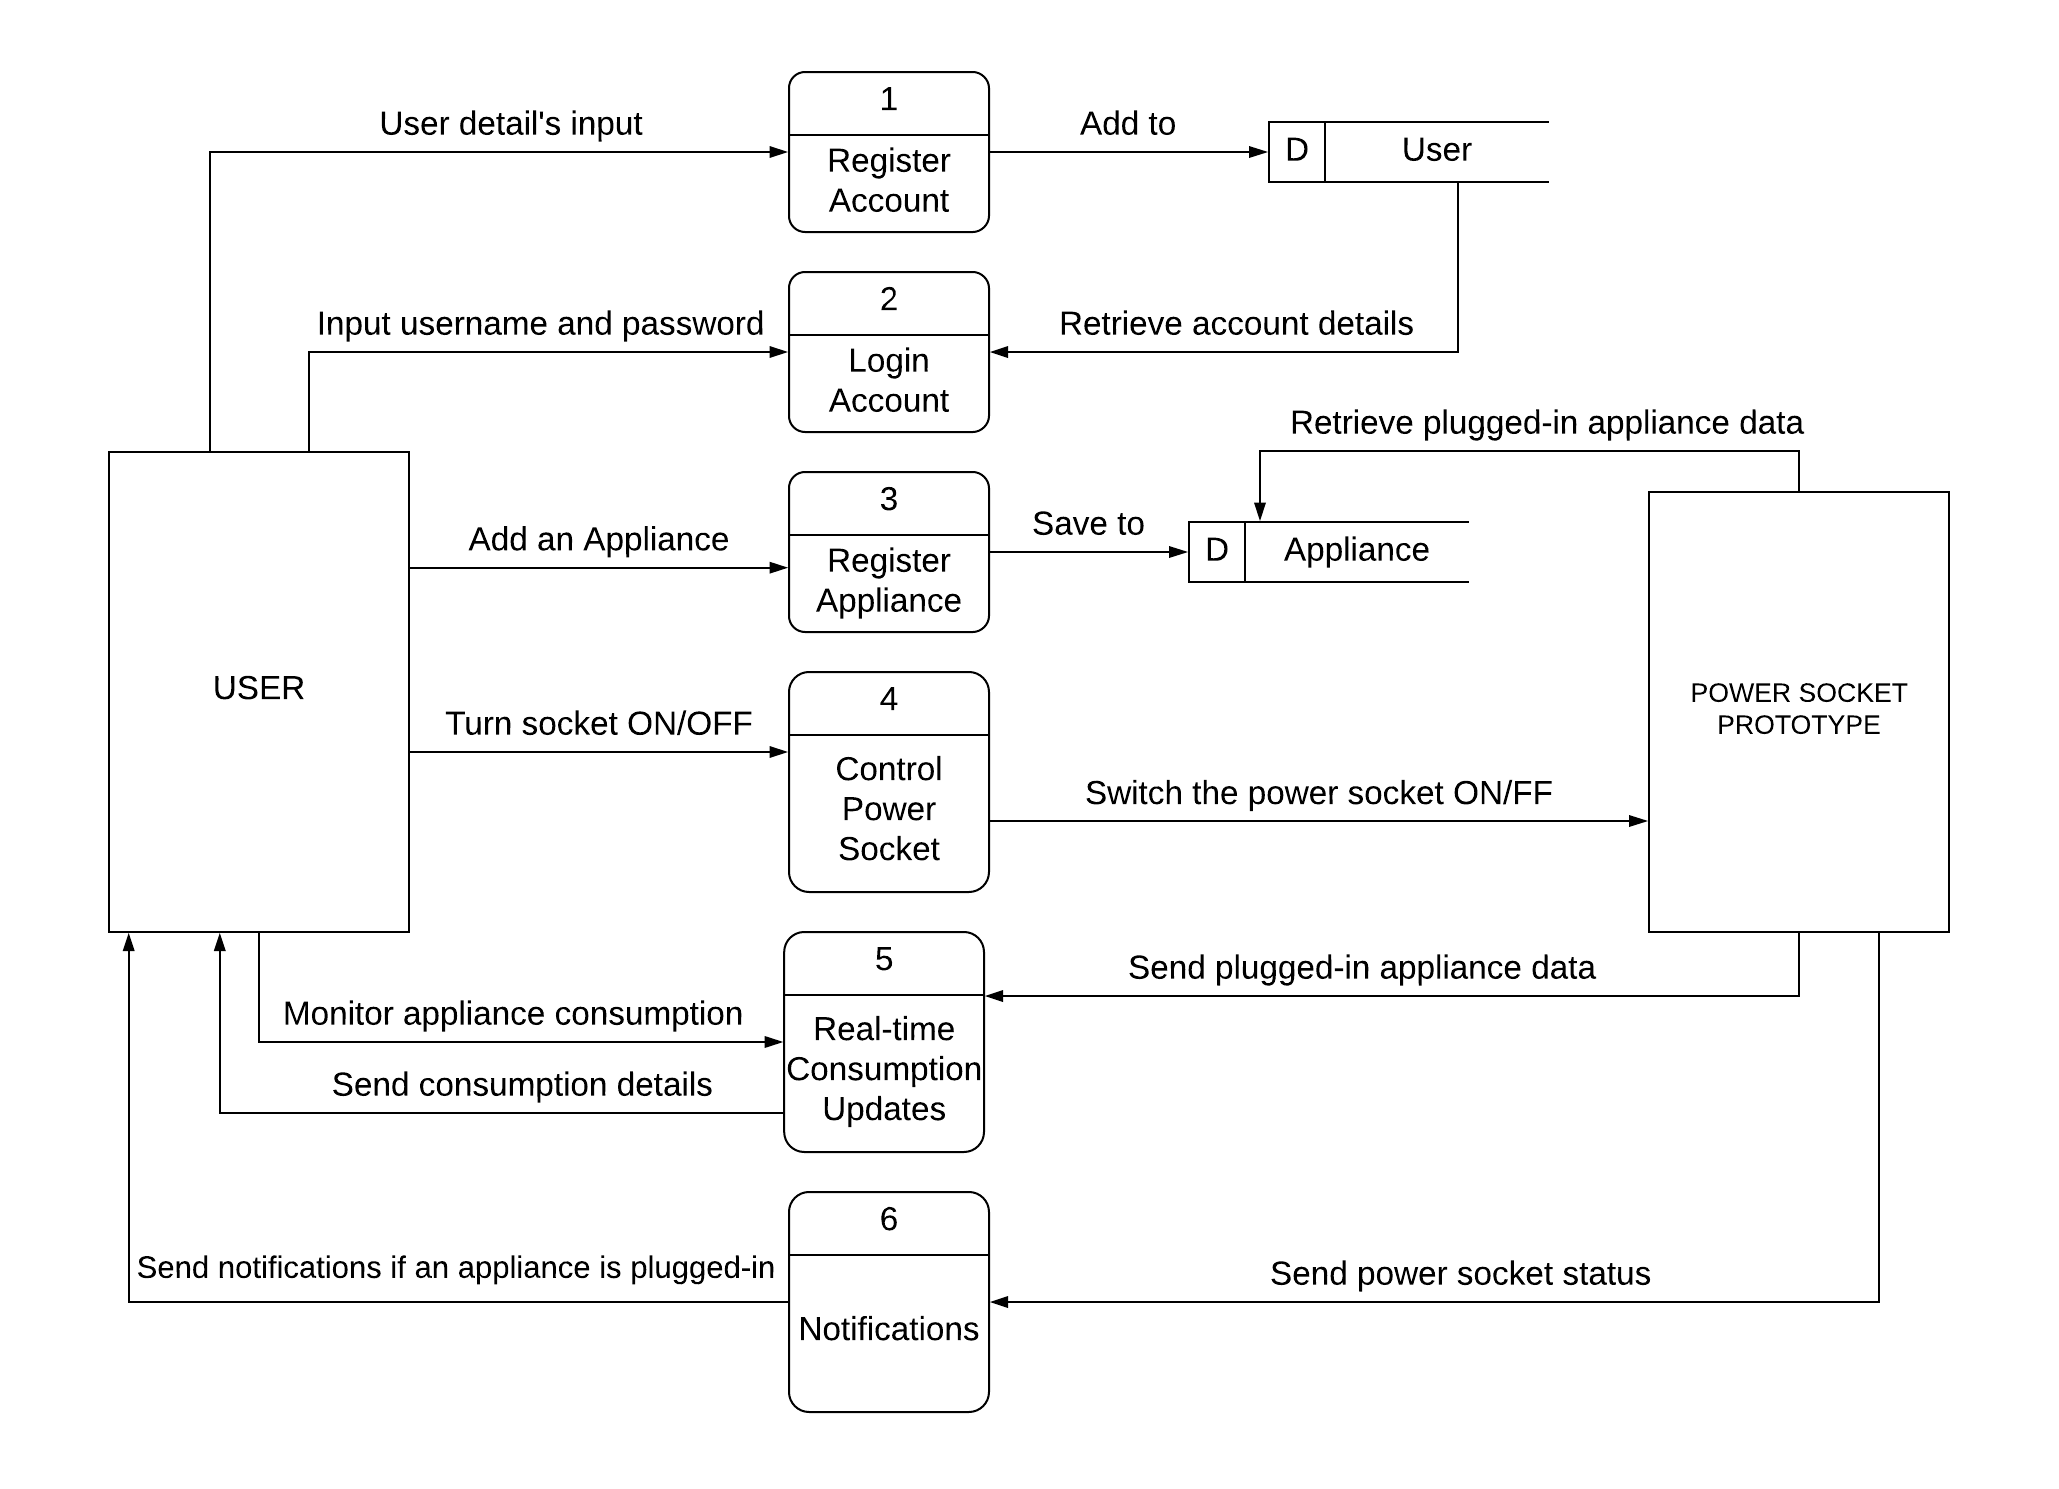 1
User detail's input
Add to
Register
Account
D
User
2
Input username and password
Retrieve account details
Login
Account
Retrieve plugged-in appliance data
3
Add an Appliance
Save to
Register
Appliance
D
Appliance
USER
POWER SOCKET
PROTOTYPE
4
Turn socket ON/OFF
Control
Power
Socket
Switch the power socket ON/FF
5
Send plugged-in appliance data
Monitor appliance consumption
Real-time
Consumption
Updates
Send consumption details
6
Send notifications if an appliance is plugged-in
Send power socket status
Notifications